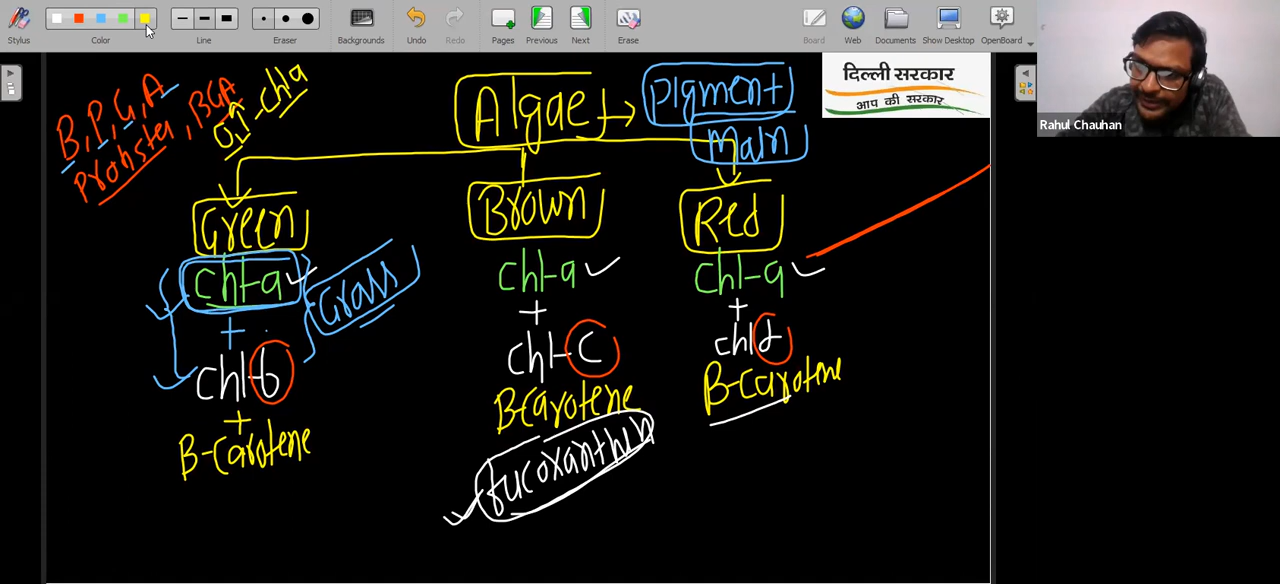 Stylus
Color
Line
Eraser
Backgrounds
Undo
Redo
Pages
Previous
Next
Erase
Board
Web
Documents
Show Desktop
OpenBoard
Rahul Chauhan
दिल्ली सरकार
आप की सरकार
B, P, G, A
Protista, BGA
chla
Algae → Pigment
Main
Green
Brown
Red
chl-a
+
chl-b
+
B-Carotene
Grass
chl-a
+
chl-c
B-Carotene
fucoxanthin
chl-a
+
chl d
B-Carotene